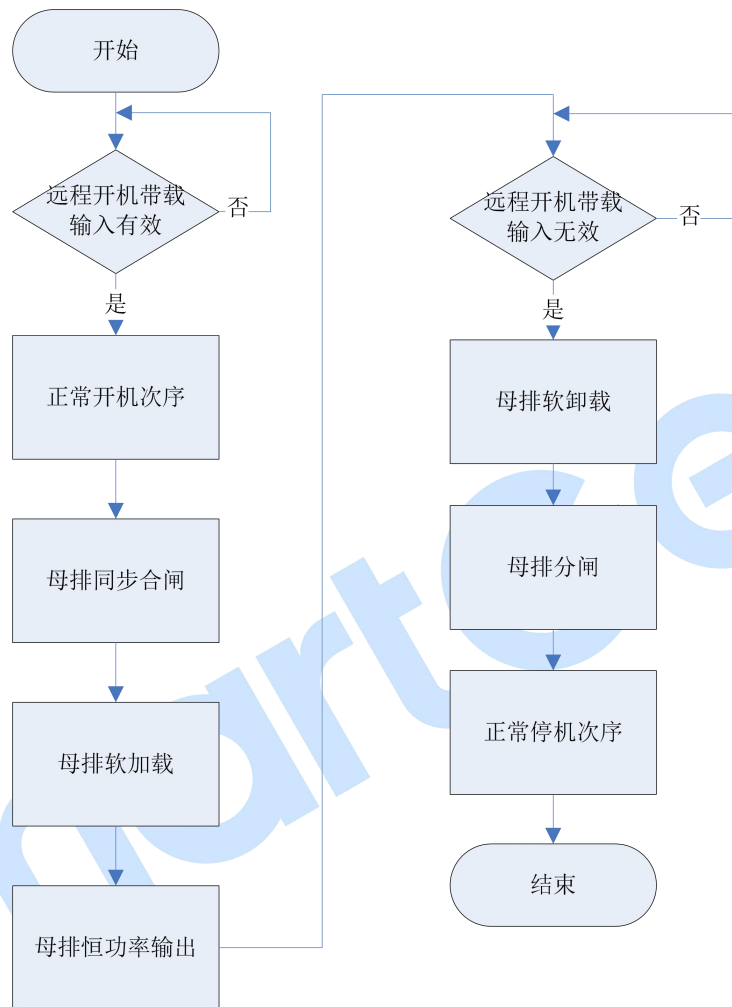 开始
远程开机带载
输入有效
否
是
正常开机次序
母排同步合闸
母排软加载
母排恒功率输出
远程开机带载
输入无效
否
是
母排软卸载
母排分闸
正常停机次序
结束